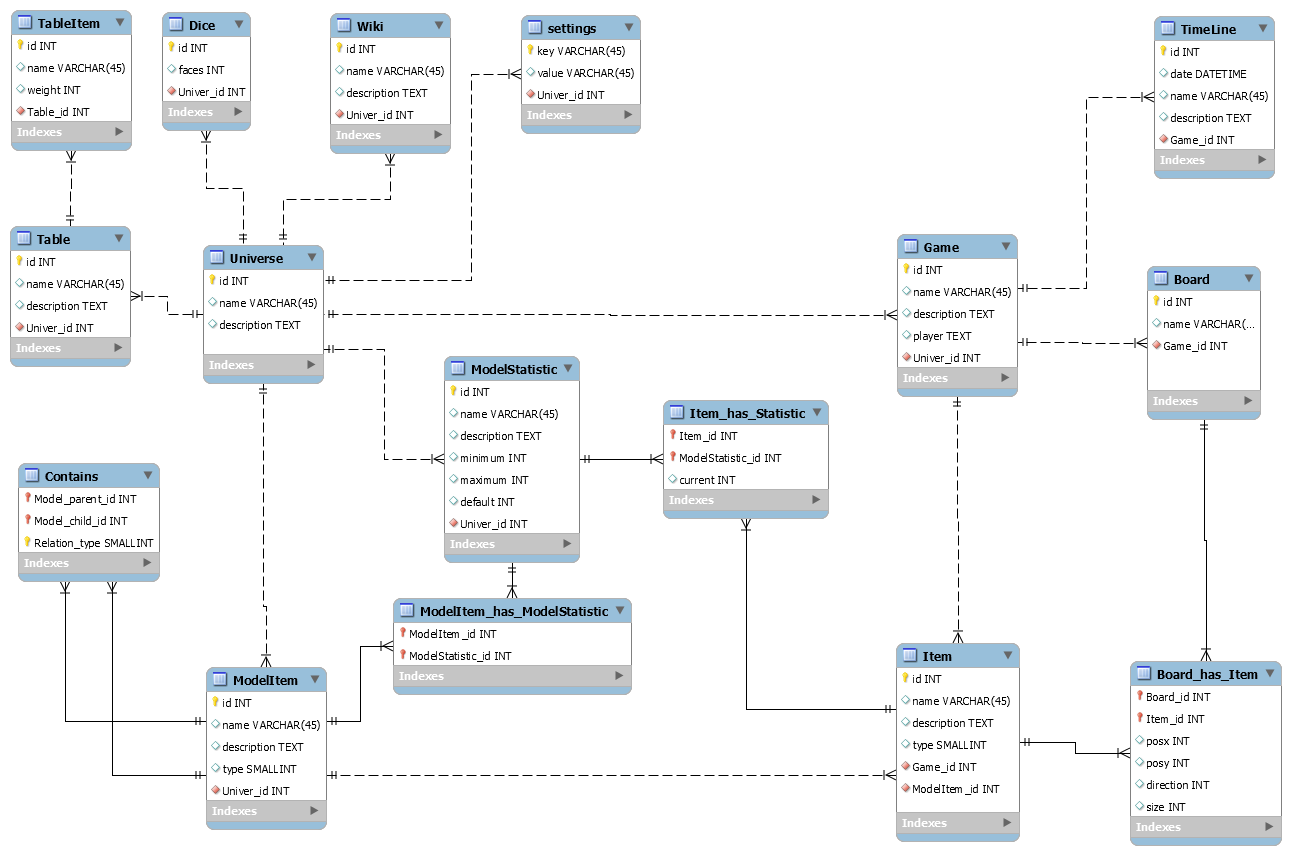 TableItem
id INT
name VARCHAR(45)
weight INT
Table_id INT
Indexes
Dice
id INT
faces INT
Univer_id INT
Indexes
Wiki
id INT
name VARCHAR(45)
description TEXT
Univer_id INT
Indexes
settings
key VARCHAR(45)
value VARCHAR(45)
Univer_id INT
Indexes
TimeLine
id INT
date DATETIME
name VARCHAR(45)
description TEXT
Game_id INT
Indexes
Table
id INT
name VARCHAR(45)
description TEXT
Univer_id INT
Indexes
Universe
id INT
name VARCHAR(45)
description TEXT
Indexes
Game
id INT
name VARCHAR(45)
description TEXT
player TEXT
Univer_id INT
Indexes
Board
id INT
name VARCHAR(...
Game_id INT
Indexes
ModelStatistic
id INT
name VARCHAR(45)
description TEXT
minimum INT
maximum INT
default INT
Univer_id INT
Indexes
Item_has_Statistic
Item_id INT
ModelStatistic_id INT
current INT
Indexes
Contains
Model_parent_id INT
Model_child_id INT
Relation_type SMALLINT
Indexes
ModelItem_has_ModelStatistic
ModelItem_id INT
ModelStatistic_id INT
Indexes
ModelItem
id INT
name VARCHAR(45)
description TEXT
type SMALLINT
Univer_id INT
Indexes
Item
id INT
name VARCHAR(45)
description TEXT
type SMALLINT
Game_id INT
ModelItem_id INT
Indexes
Board_has_Item
Board_id INT
Item_id INT
posx INT
posy INT
direction INT
size INT
Indexes